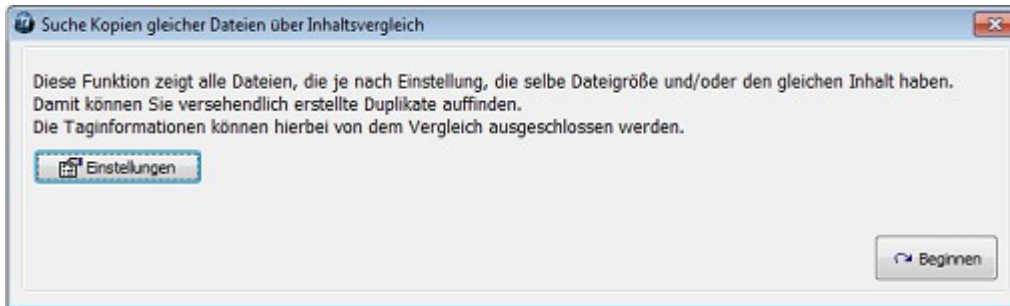 Suche Kopien gleicher Dateien über Inhaltsvergleich
Diese Funktion zeigt alle Dateien, die je nach Einstellung, die selbe Dateigröße und/oder den gleichen Inhalt haben.
Damit können Sie versehendlich erstellte Duplikate auffinden.
Die Taginformationen können hierbei von dem Vergleich ausgeschlossen werden.
Einstellungen
Beginnen